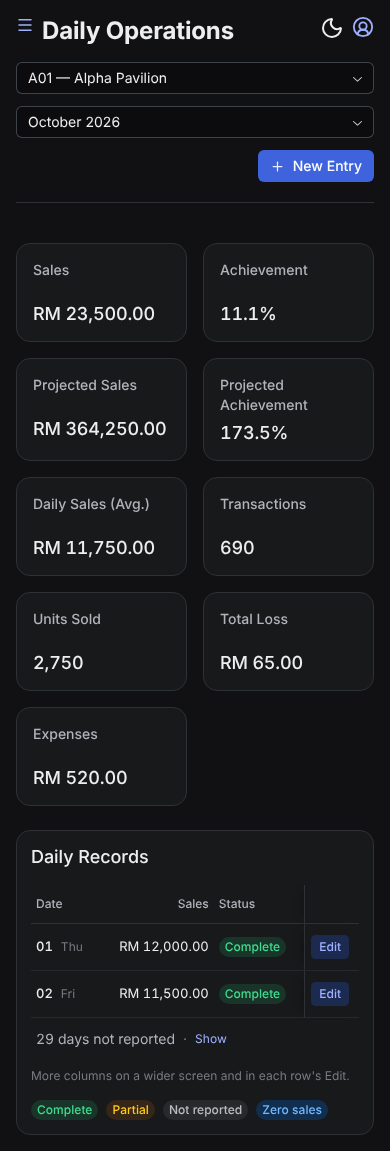 Daily Operations
A01 — Alpha Pavilion
October 2026
+ New Entry
Sales
RM 23,500.00
Achievement
11.1%
Projected Sales
RM 364,250.00
Projected
Achievement
173.5%
Daily Sales (Avg.)
RM 11,750.00
Transactions
690
Units Sold
2,750
Total Loss
RM 65.00
Expenses
RM 520.00
Daily Records
Date Sales Status
01 Thu RM 12,000.00 Complete Edit
02 Fri RM 11,500.00 Complete Edit
29 days not reported · Show
More columns on a wider screen and in each row's Edit.
Complete Partial Not reported Zero sales